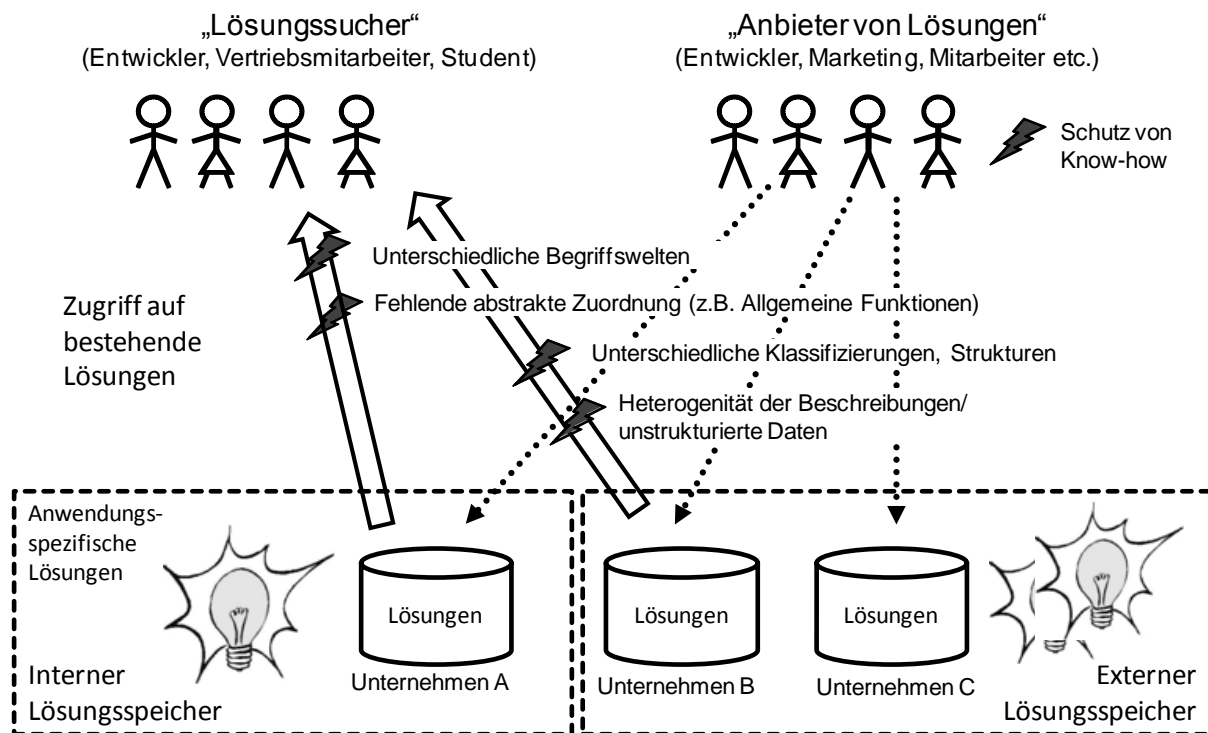 „Lösungssucher“
(Entwickler, Vertriebsmitarbeiter, Student)
„Anbieter von Lösungen“
(Entwickler, Marketing, Mitarbeiter etc.)
Schutz von
Know-how
Unterschiedliche Begriffswelten
Zugriff auf
bestehende
Lösungen
Fehlende abstrakte Zuordnung (z.B. Allgemeine Funktionen)
Unterschiedliche Klassifizierungen, Strukturen
Heterogenität der Beschreibungen/
unstrukturierte Daten
Anwendungs-
spezifische
Lösungen
Lösungen
Unternehmen A
Interner
Lösungsspeicher
Lösungen
Unternehmen B
Lösungen
Unternehmen C
Externer
Lösungsspeicher